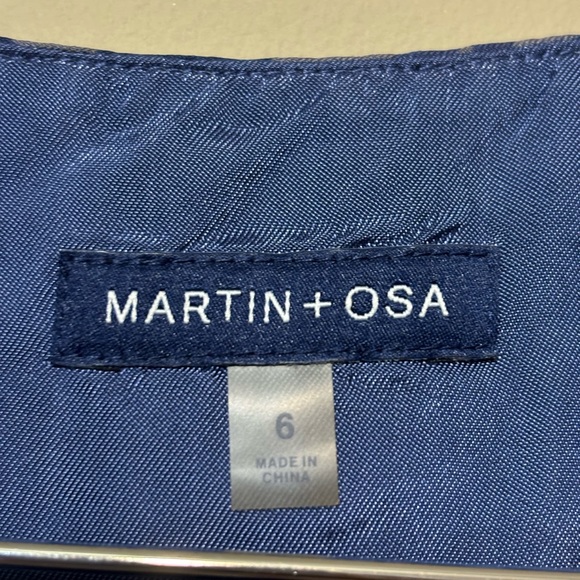 MARTIN + OSA
6
MADE IN
CHINA